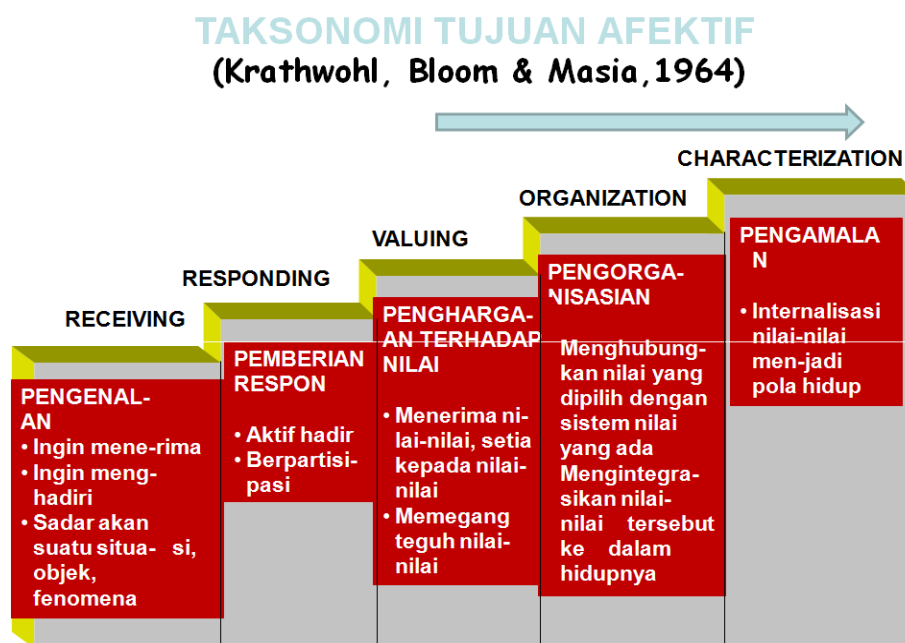 TAKSONOMI TUJUAN AFEKTIF
(Krathwohl, Bloom & Masia,1964)
RECEIVING
PENGENAL-
AN
• Ingin mene-rima
• Ingin meng-
hadiri
• Sadar akan
suatu situa- si,
objek,
fenomena
RESPONDING
PEMBERIAN
RESPON
• Aktif hadir
• Berpartisi-
pasi
VALUING
PENGHARGA-
AN TERHADAP
NILAI
• Menerima ni-
lai-nilai, setia
kepada nilai-
nilai
• Memegang
teguh nilai-
nilai
ORGANIZATION
PENGORGA-
NISASIAN
Menghubung-
kan nilai yang
dipilih dengan
sistem nilai
yang ada
Mengintegra-
sikan nilai-
nilai tersebut
ke dalam
hidupnya
CHARACTERIZATION
PENGAMALA
N
• Internalisasi
nilai-nilai
men-jadi
pola hidup